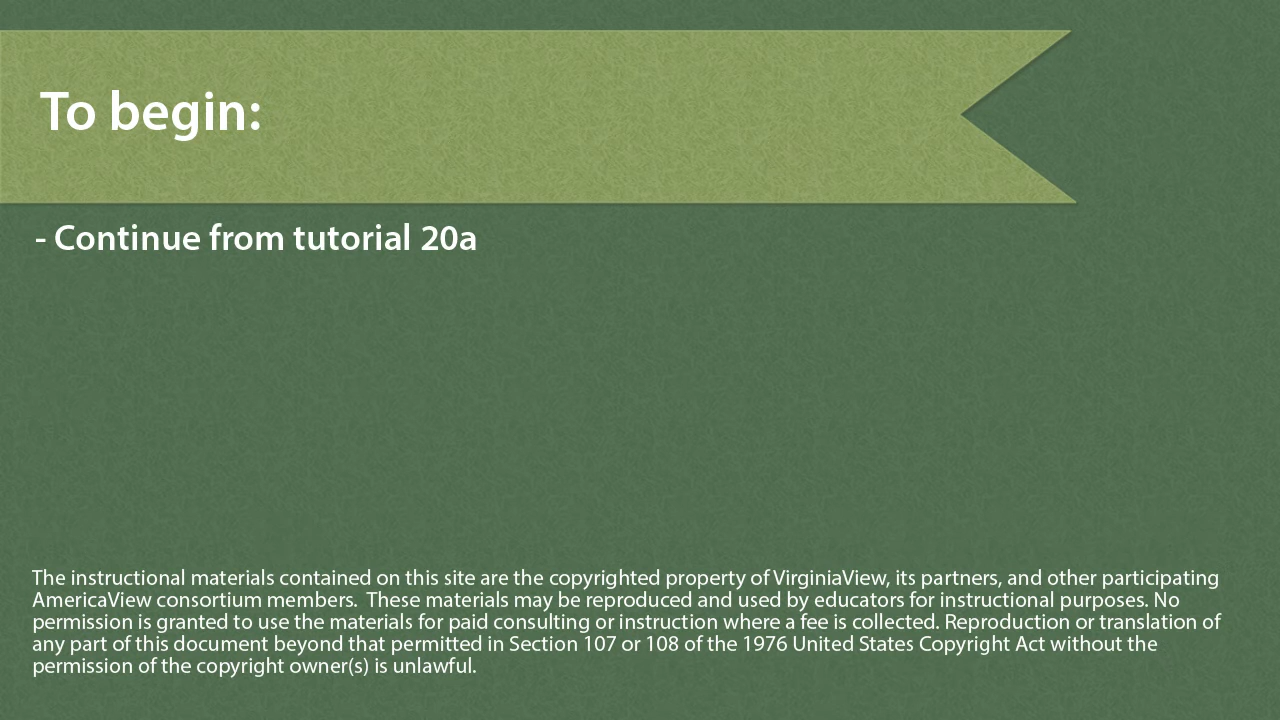 To begin:
- Continue from tutorial 20a
The instructional materials contained on this site are the copyrighted property of VirginiaView, its partners, and other participating
AmericaView consortium members.  These materials may be reproduced and used by educators for instructional purposes. No
permission is granted to use the materials for paid consulting or instruction where a fee is collected. Reproduction or translation of
any part of this document beyond that permitted in Section 107 or 108 of the 1976 United States Copyright Act without the
permission of the copyright owner(s) is unlawful.